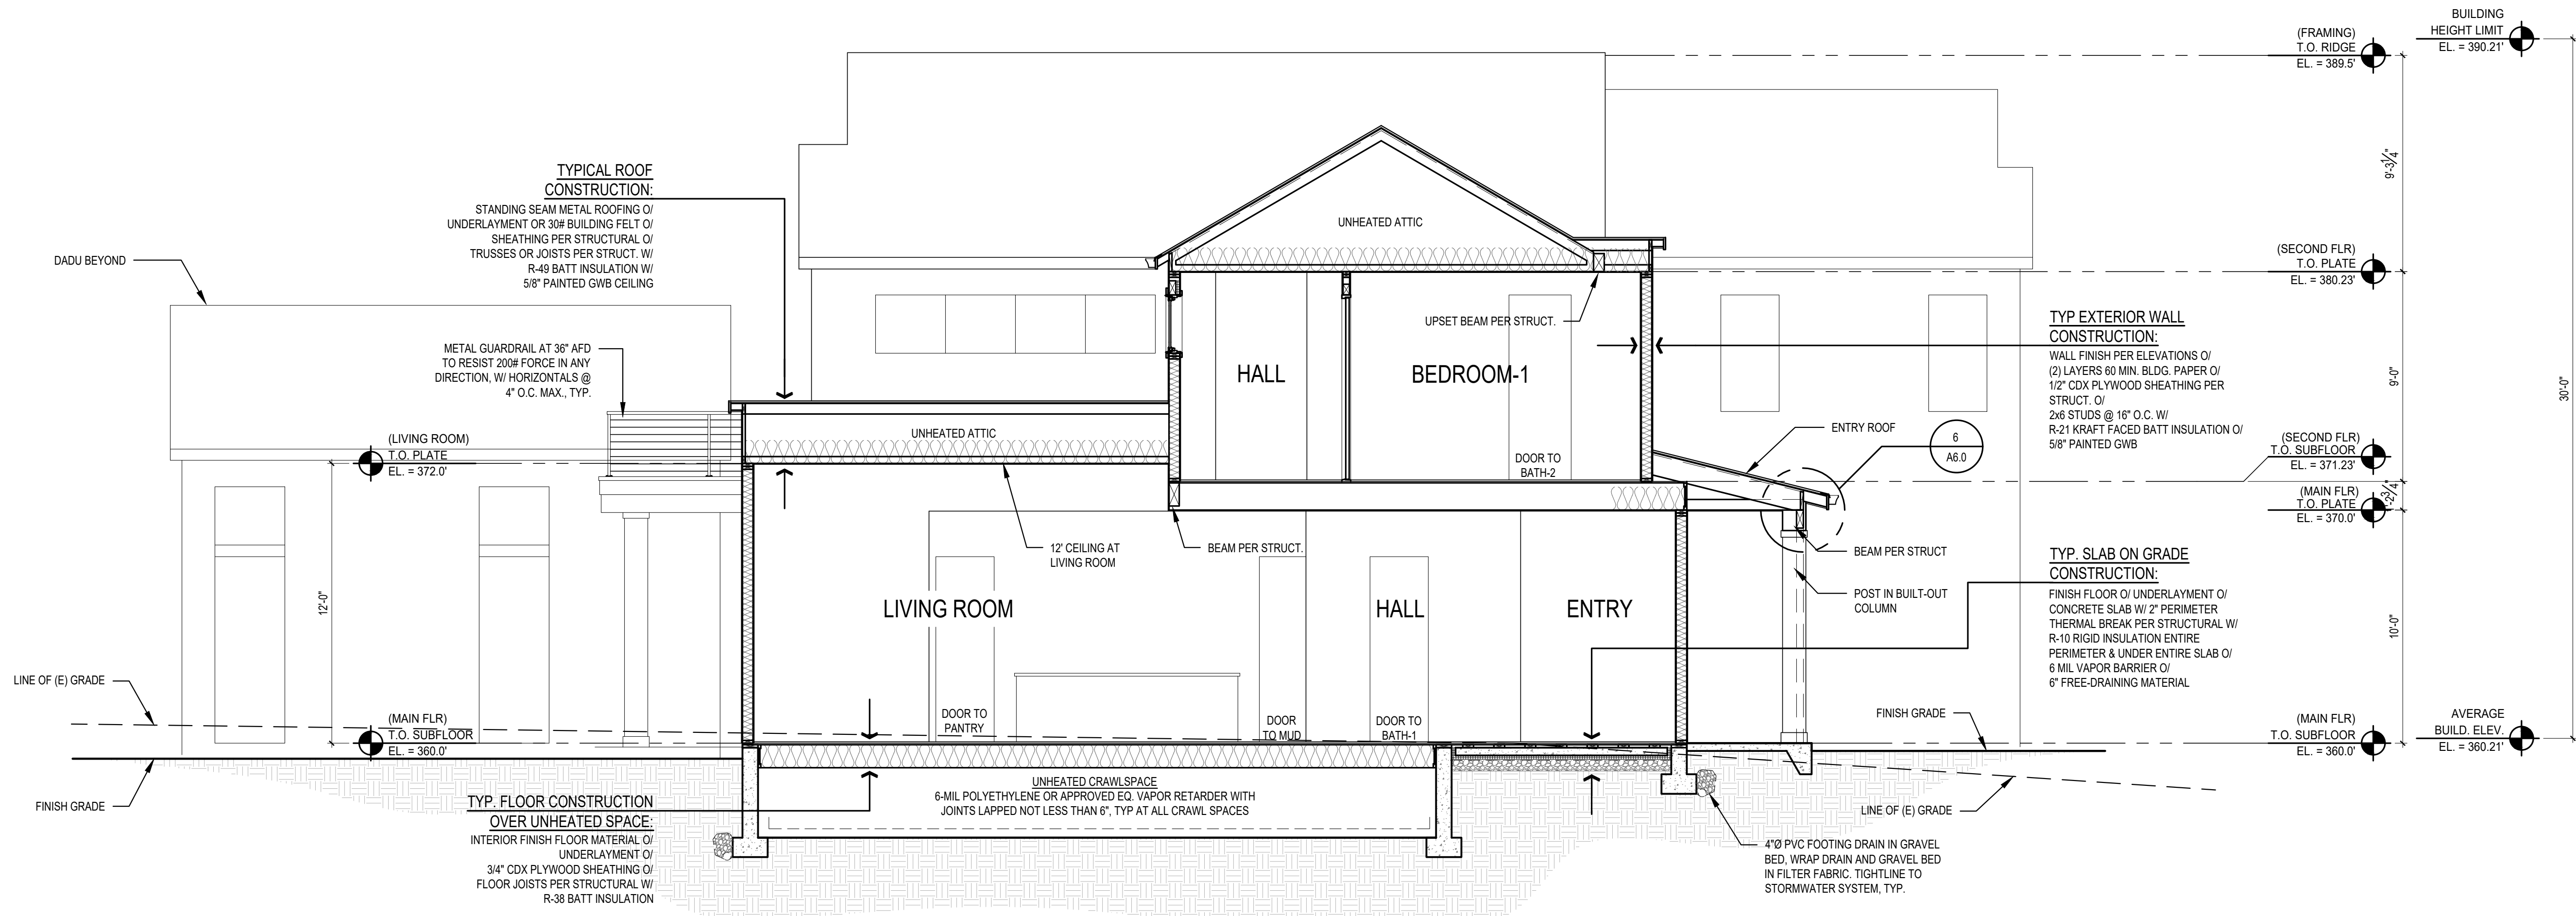 BUILDING
HEIGHT LIMIT
EL. = 390.21'
(FRAMING)
T.O. RIDGE
EL. = 389.5'
9'-3 1/4"
TYPICAL ROOF
CONSTRUCTION:
STANDING SEAM METAL ROOFING O/
UNDERLAYMENT OR 30# BUILDING FELT O/
SHEATHING PER STRUCTURAL O/
TRUSSES OR JOISTS PER STRUCT. W/
R-49 BATT INSULATION W/
5/8" PAINTED GWB CEILING
DADU BEYOND
METAL GUARDRAIL AT 36" AFD
TO RESIST 200# FORCE IN ANY
DIRECTION, W/ HORIZONTALS @
4" O.C. MAX., TYP.
(LIVING ROOM)
T.O. PLATE
EL. = 372.0'
12'-0"
LINE OF (E) GRADE
(MAIN FLR)
T.O. SUBFLOOR
EL. = 360.0'
FINISH GRADE
TYP. FLOOR CONSTRUCTION
OVER UNHEATED SPACE:
INTERIOR FINISH FLOOR MATERIAL O/
UNDERLAYMENT O/
3/4" CDX PLYWOOD SHEATHING O/
FLOOR JOISTS PER STRUCTURAL W/
R-38 BATT INSULATION
UNHEATED ATTIC
UPSET BEAM PER STRUCT.
HALL
BEDROOM-1
DOOR TO
BATH-2
UNHEATED ATTIC
12' CEILING AT
LIVING ROOM
BEAM PER STRUCT.
LIVING ROOM
HALL
ENTRY
DOOR TO
PANTRY
DOOR
TO MUD
DOOR TO
BATH-1
UNHEATED CRAWLSPACE
6-MIL POLYETHYLENE OR APPROVED EQ. VAPOR RETARDER WITH
JOINTS LAPPED NOT LESS THAN 6", TYP AT ALL CRAWL SPACES
(SECOND FLR)
T.O. PLATE
EL. = 380.23'
TYP EXTERIOR WALL
CONSTRUCTION:
WALL FINISH PER ELEVATIONS O/
(2) LAYERS 60 MIN. BLDG. PAPER O/
1/2" CDX PLYWOOD SHEATHING PER
STRUCT. O/
2x6 STUDS @ 16" O.C. W/
R-21 KRAFT FACED BATT INSULATION O/
5/8" PAINTED GWB
9'-0"
30'-0"
ENTRY ROOF
6
A6.0
(SECOND FLR)
T.O. SUBFLOOR
EL. = 371.23'
(MAIN FLR)
T.O. PLATE
EL. = 370.0'
BEAM PER STRUCT
POST IN BUILT-OUT
COLUMN
TYP. SLAB ON GRADE
CONSTRUCTION:
FINISH FLOOR O/ UNDERLAYMENT O/
CONCRETE SLAB W/ 2" PERIMETER
THERMAL BREAK PER STRUCTURAL W/
R-10 RIGID INSULATION ENTIRE
PERIMETER & UNDER ENTIRE SLAB O/
6 MIL VAPOR BARRIER O/
6" FREE-DRAINING MATERIAL
10'-0"
FINISH GRADE
(MAIN FLR)
T.O. SUBFLOOR
EL. = 360.0'
AVERAGE
BUILD. ELEV.
EL. = 360.21'
LINE OF (E) GRADE
4"Ø PVC FOOTING DRAIN IN GRAVEL
BED, WRAP DRAIN AND GRAVEL BED
IN FILTER FABRIC. TIGHTLINE TO
STORMWATER SYSTEM, TYP.